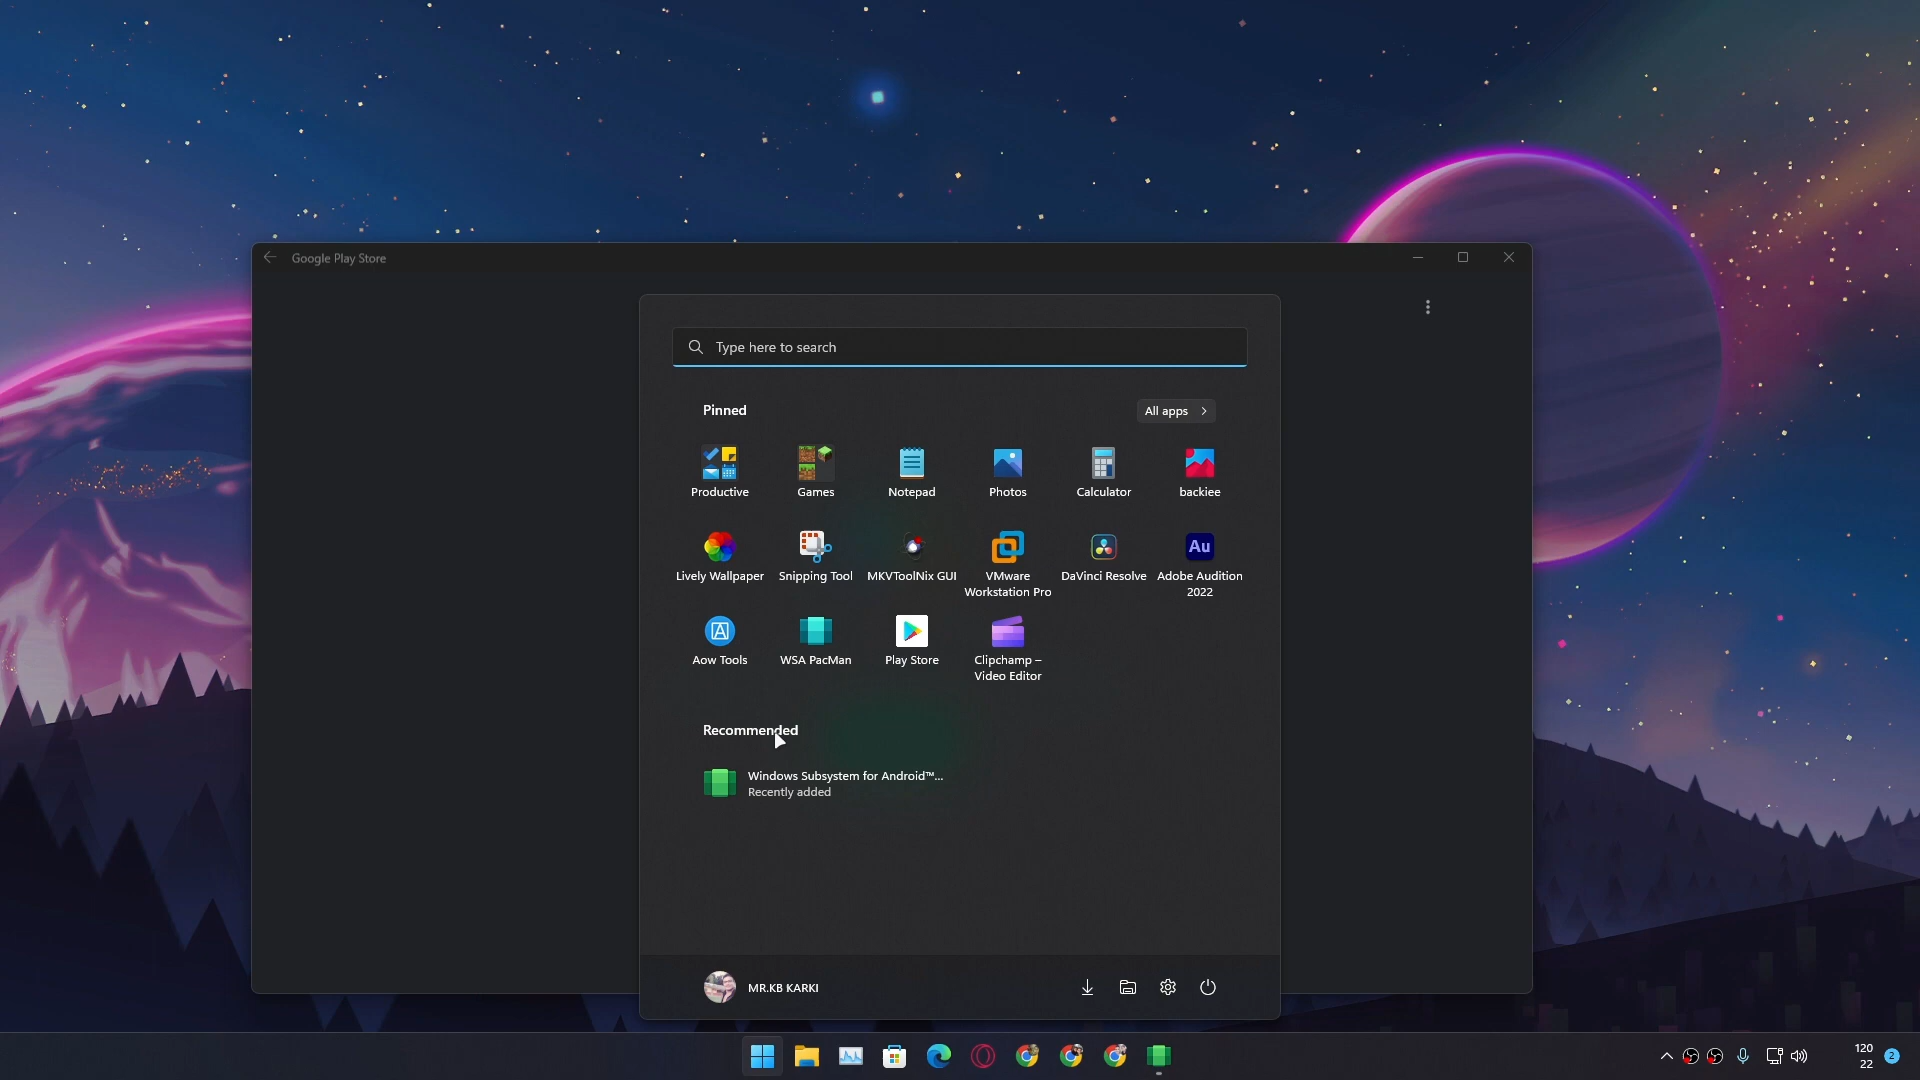 Google Play Store
Type here to search
Pinned
All apps
Productive
Games
Notepad
Photos
Calculator
backiee
Lively Wallpaper
Snipping Tool
MKVToolNix GUI
VMware
Workstation Pro
DaVinci Resolve
Au
Adobe Audition
2022
Aow Tools
WSA PacMan
Play Store
Clipchamp –
Video Editor
Recommended
Windows Subsystem for Android™...
Recently added
MR.KB KARKI
120
22
2